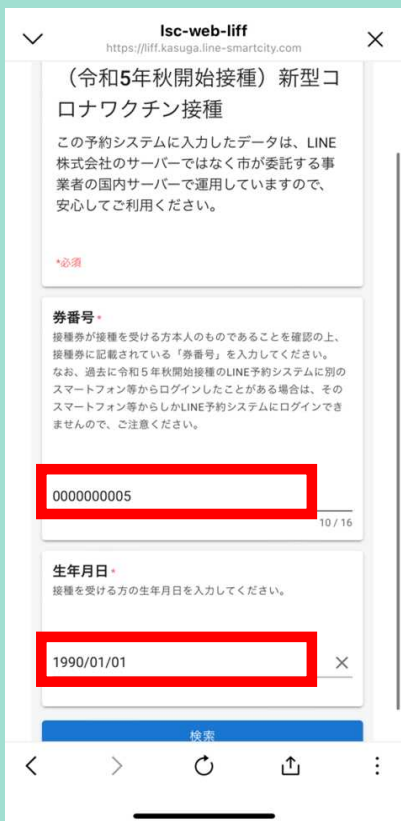 lsc-web-liff
https://liff.kasuga.line-smartcity.com
（令和5年秋開始接種）新型コ
ロナワクチン接種
この予約システムに入力したデータは、LINE
株式会社のサーバーではなく市が委託する事
業者の国内サーバーで運用していますので、
安心してご利用ください。
*必須
券番号*
接種券が接種を受ける方本人のものであることを確認の上、
接種券に記載されている「券番号」を入力してください。
なお、過去に令和５年秋開始接種のLINE予約システムに別の
スマートフォン等からログインしたことがある場合は、その
スマートフォン等からしかLINE予約システムにログインでき
ませんので、ご注意ください。
0000000005
10 / 16
生年月日*
接種を受ける方の生年月日を入力してください。
1990/01/01
検索